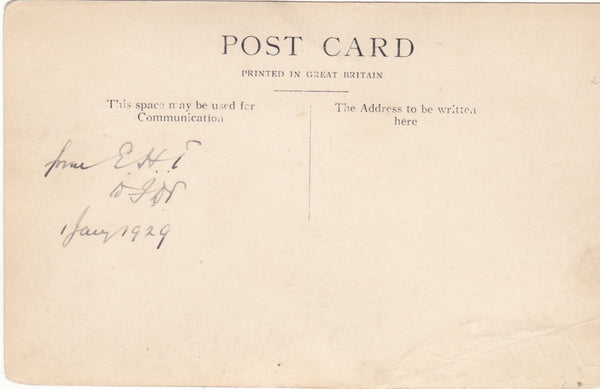 POST CARD
PRINTED IN GREAT BRITAIN
This space may be used for
Communication
The Address to be written
here
from E.H.T
1 Jany 1929